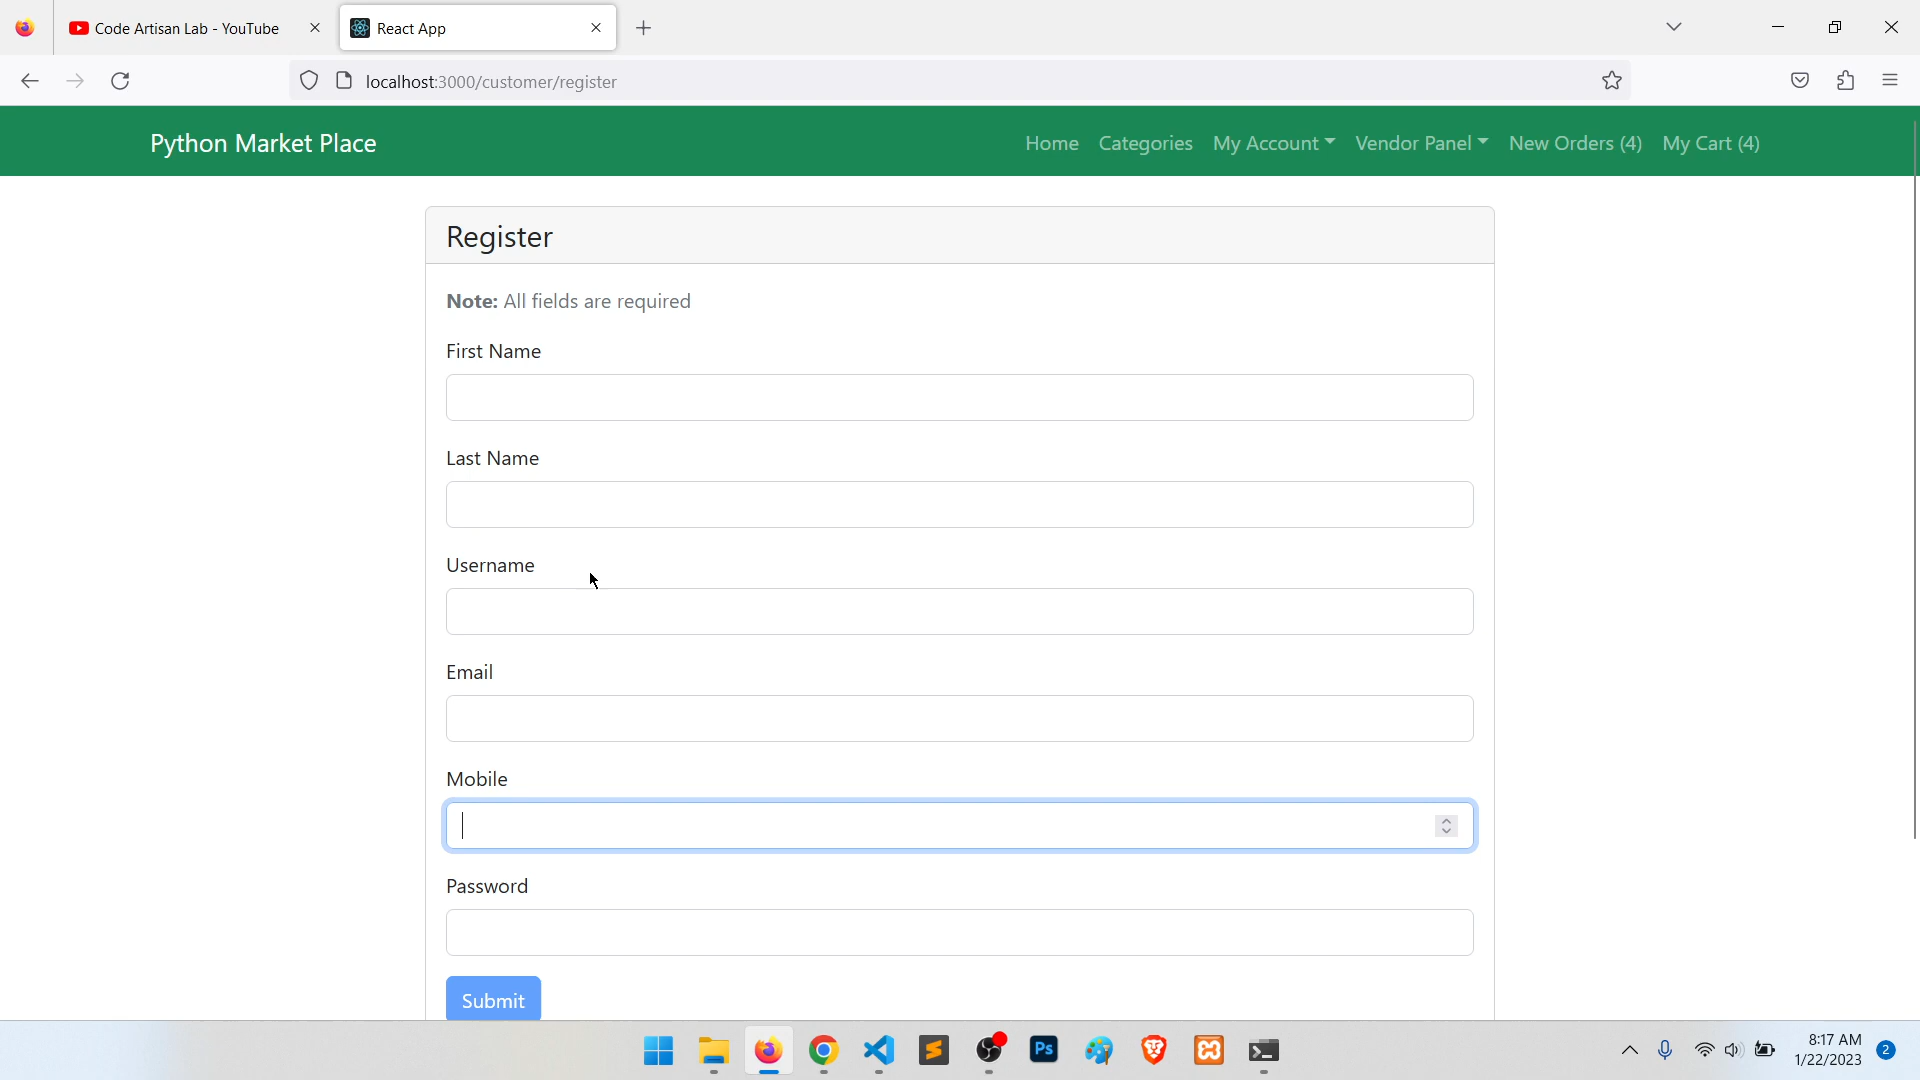 Code Artisan Lab - YouTube
React App
localhost:3000/customer/register
Python Market Place
Home
Categories
My Account
Vendor Panel
New Orders (4)
My Cart (4)
Register
Note: All fields are required
First Name
Last Name
Username
Email
Mobile
Password
Submit
Ps
8:17 AM
1/22/2023
2